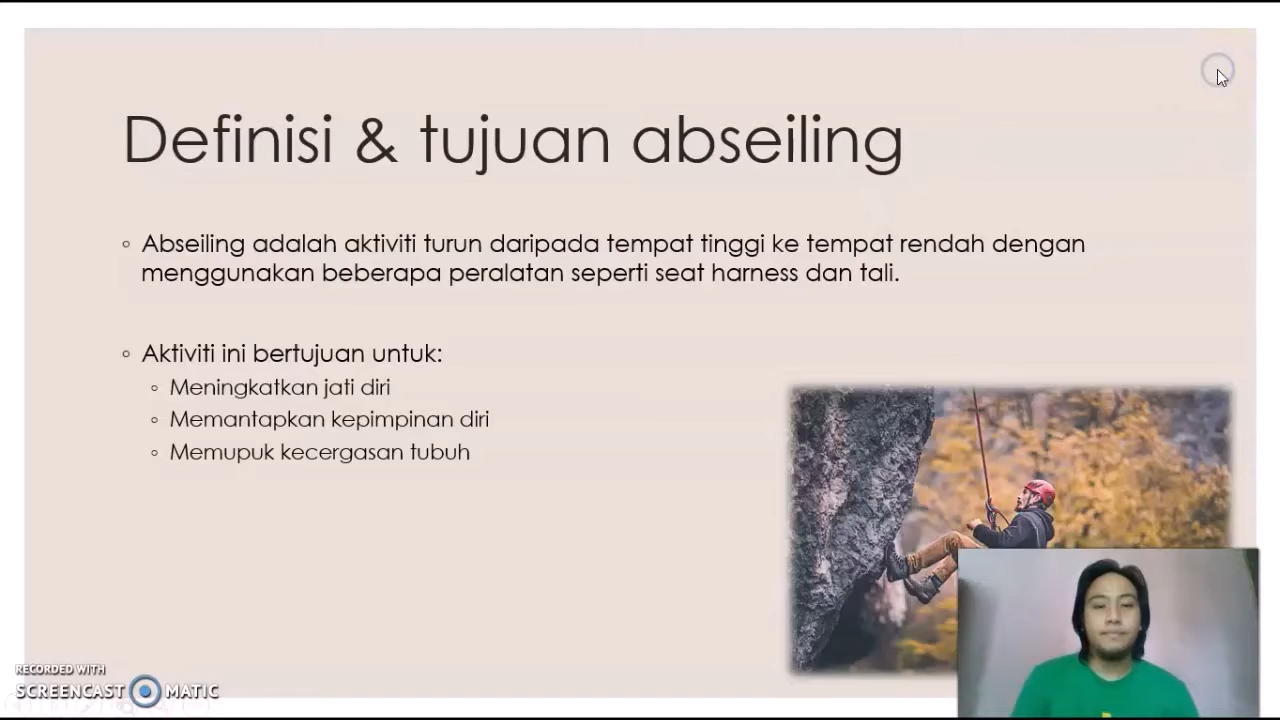 Definisi & tujuan abseiling
Abseiling adalah aktiviti turun daripada tempat tinggi ke tempat rendah dengan
menggunakan beberapa peralatan seperti seat harness dan tali.
Aktiviti ini bertujuan untuk:
Meningkatkan jati diri
Memantapkan kepimpinan diri
Memupuk kecergasan tubuh
RECORDED WITH
SCREENCAST MATIC